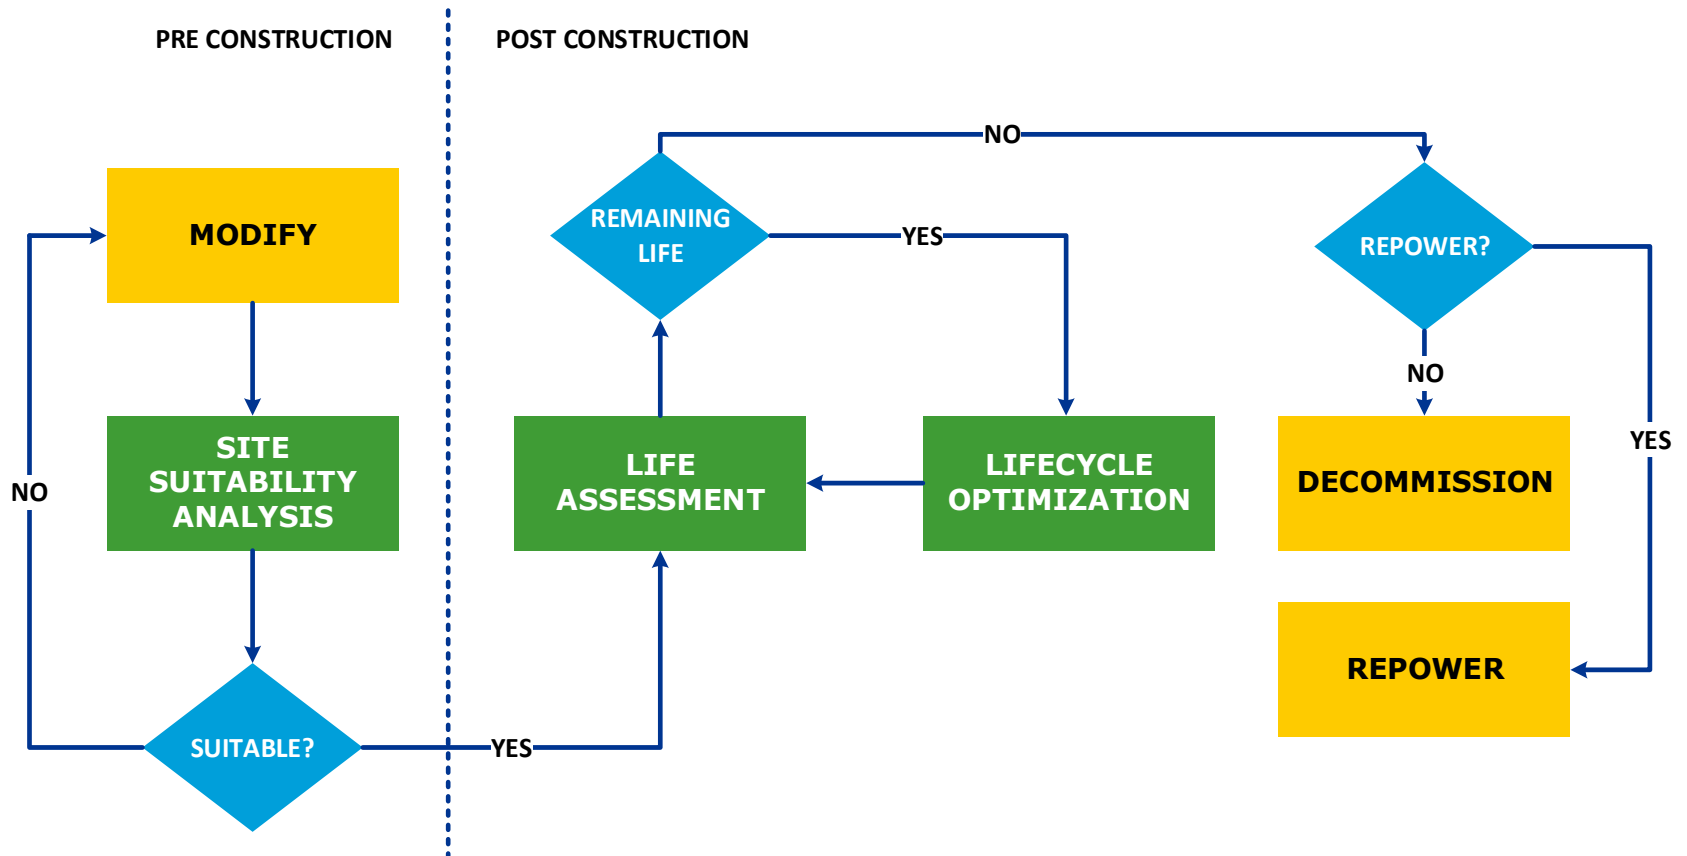 PRE CONSTRUCTION
POST CONSTRUCTION
MODIFY
SITE
SUITABILITY
ANALYSIS
NO
SUITABLE?
YES
REMAINING
LIFE
NO
YES
LIFE
ASSESSMENT
LIFECYCLE
OPTIMIZATION
REPOWER?
NO
YES
DECOMMISSION
REPOWER